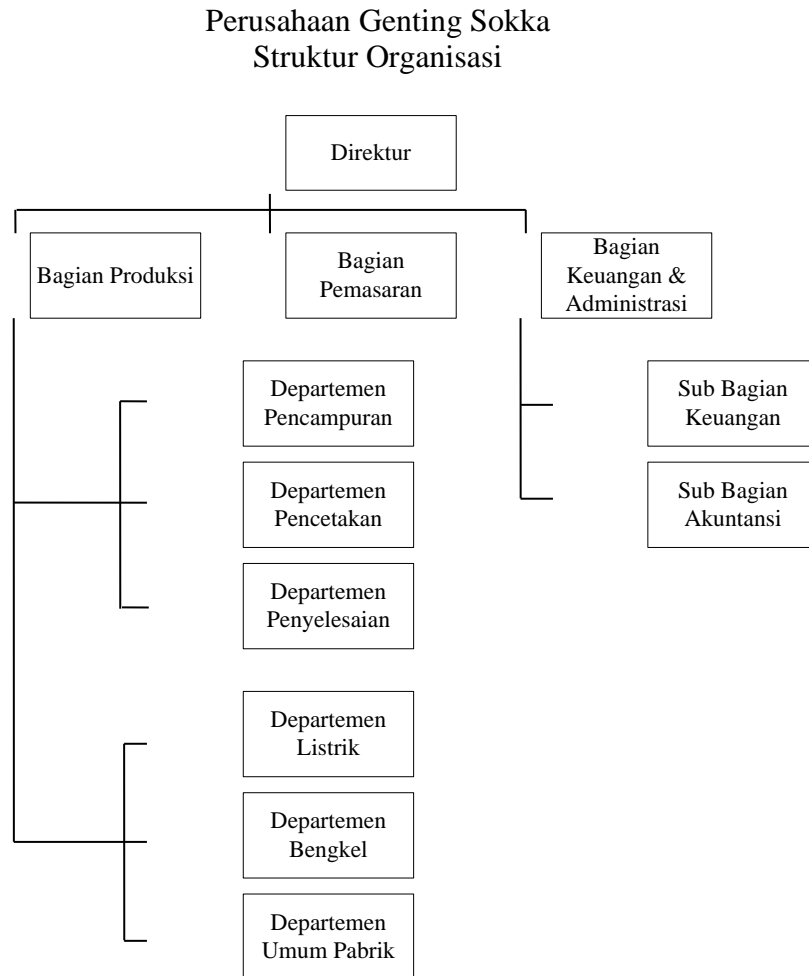 Perusahaan Genting Sokka
Struktur Organisasi
Direktur
Bagian Produksi
Bagian
Pemasaran
Bagian
Keuangan &
Administrasi
Departemen
Pencampuran
Sub Bagian
Keuangan
Departemen
Pencetakan
Sub Bagian
Akuntansi
Departemen
Penyelesaian
Departemen
Listrik
Departemen
Bengkel
Departemen
Umum Pabrik